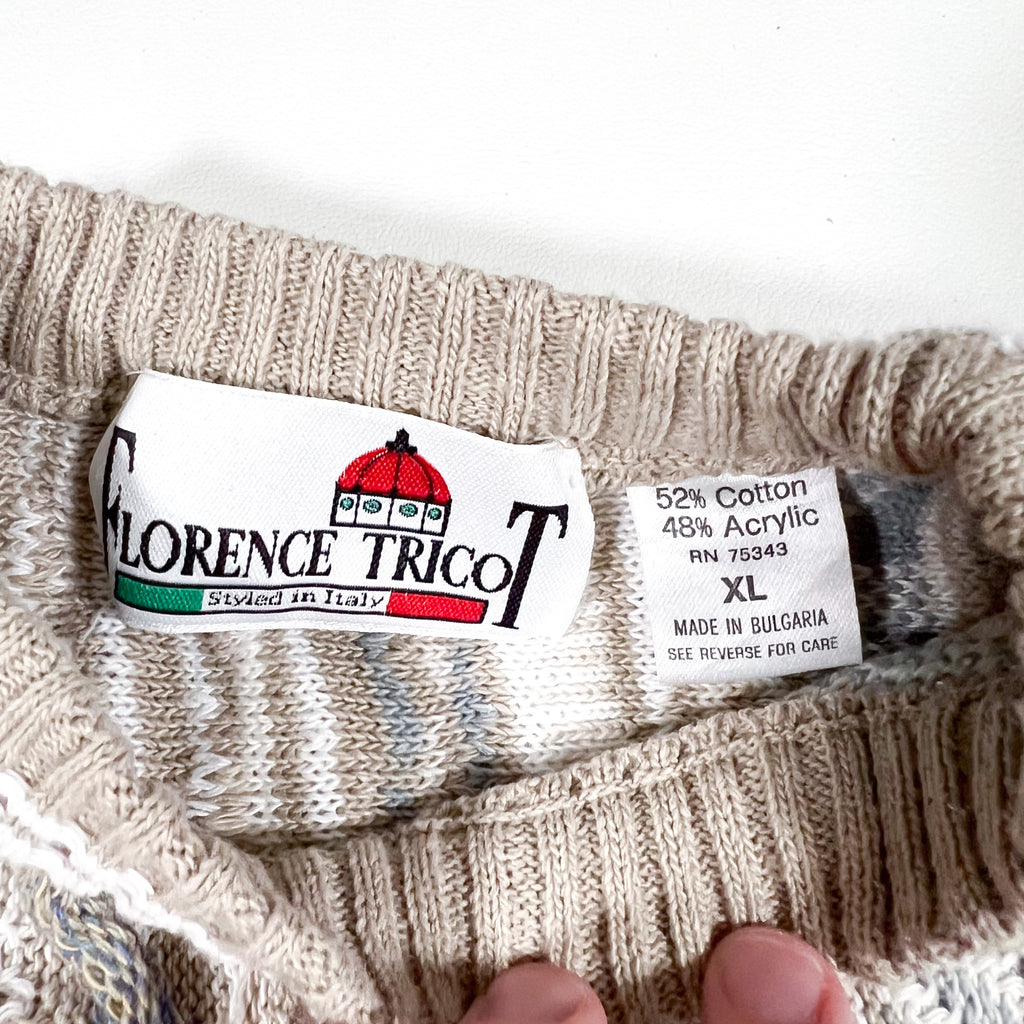 FLORENCE TRICOT
Styled in Italy
52% Cotton
48% Acrylic
RN 75343
XL
MADE IN BULGARIA
SEE REVERSE FOR CARE